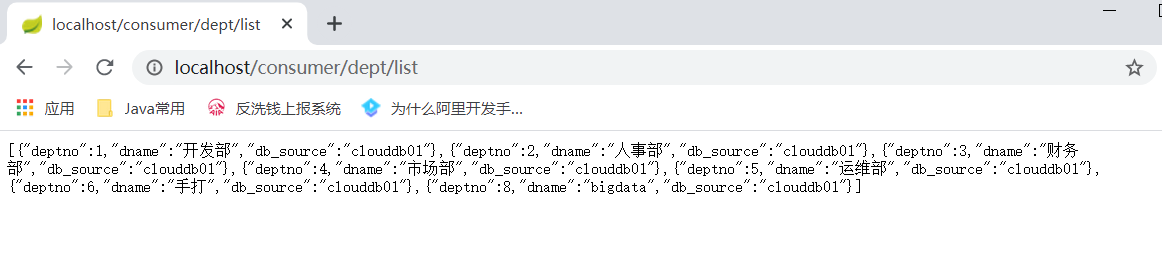 localhost/consumer/dept/list
localhost/consumer/dept/list
应用 Java常用 反洗钱上报系统 为什么阿里开发手...
[{"deptno":1,"dname":"开发部","db_source":"clouddb01"},{"deptno":2,"dname":"人事部","db_source":"clouddb01"},{"deptno":3,"dname":"财务
部","db_source":"clouddb01"},{"deptno":4,"dname":"市场部","db_source":"clouddb01"},{"deptno":5,"dname":"运维部","db_source":"clouddb01"},
{"deptno":6,"dname":"手打","db_source":"clouddb01"},{"deptno":8,"dname":"bigdata","db_source":"clouddb01"}]